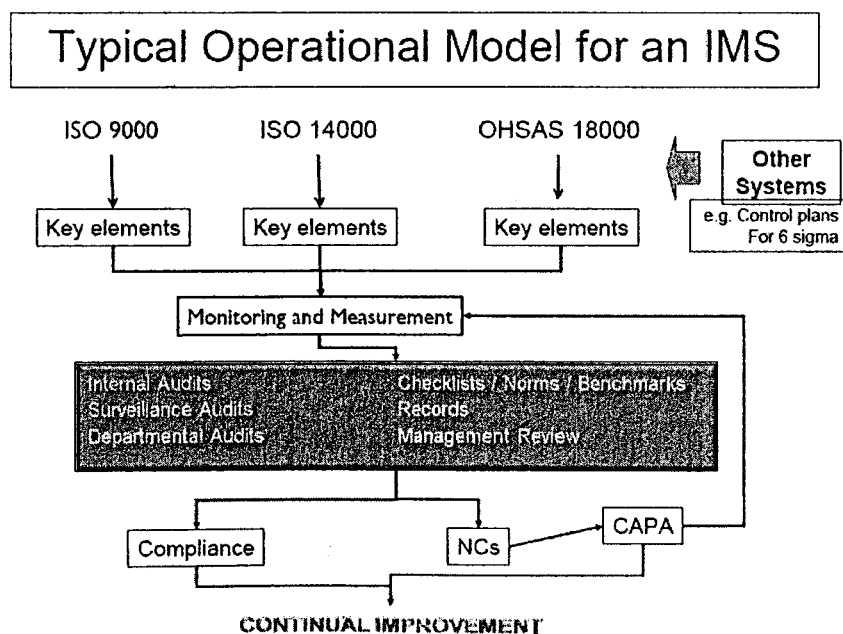 Typical Operational Model for an IMS
ISO 9000
ISO 14000
OHSAS 18000
Other
Systems
e.g. Control plans
For 6 sigma
Key elements
Key elements
Key elements
Monitoring and Measurement
Internal Audits
Checklists / Norms / Benchmarks
Surveillance Audits
Records
Departmental Audits
Management Review
Compliance
NCs
CAPA
CONTINUAL IMPROVEMENT